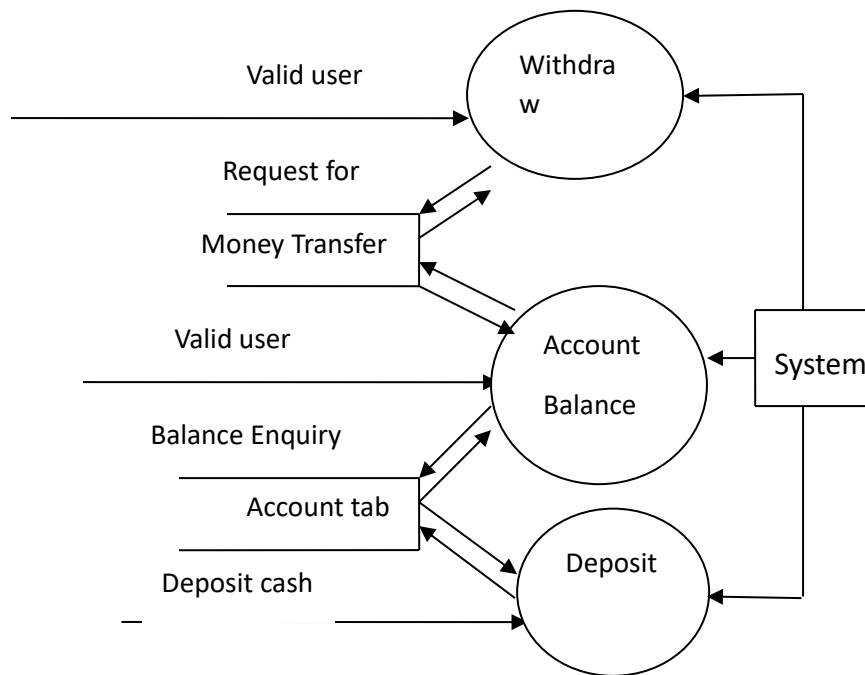 Valid user
Withdra
w
Request for
Money Transfer
Valid user
Account
Balance
System
Balance Enquiry
Account tab
Deposit
Deposit cash